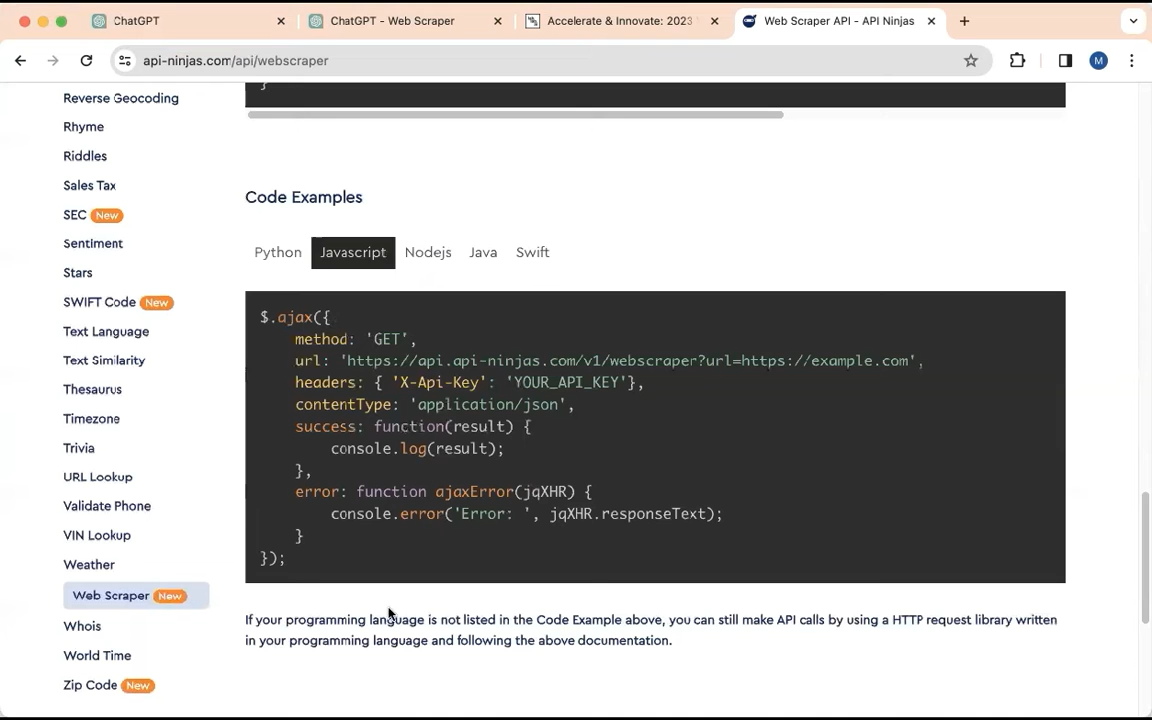 ChatGPT
ChatGPT - Web Scraper
Accelerate & Innovate: 2023
Web Scraper API - API Ninjas
api-ninjas.com/api/webscraper
M
Reverse Geocoding
Rhyme
Riddles
Sales Tax
SEC New
Sentiment
Stars
SWIFT Code New
Text Language
Text Similarity
Thesaurus
Timezone
Trivia
URL Lookup
Validate Phone
VIN Lookup
Weather
Web Scraper New
Whois
World Time
Zip Code New
}
Code Examples
Python Javascript Nodejs Java Swift
$.ajax({
    method: 'GET',
    url: 'https://api.api-ninjas.com/v1/webscraper?url=https://example.com',
    headers: { 'X-Api-Key': 'YOUR_API_KEY'},
    contentType: 'application/json',
    success: function(result) {
        console.log(result);
    },
    error: function ajaxError(jqXHR) {
        console.error('Error: ', jqXHR.responseText);
    }
});
If your programming language is not listed in the Code Example above, you can still make API calls by using a HTTP request library written
in your programming language and following the above documentation.